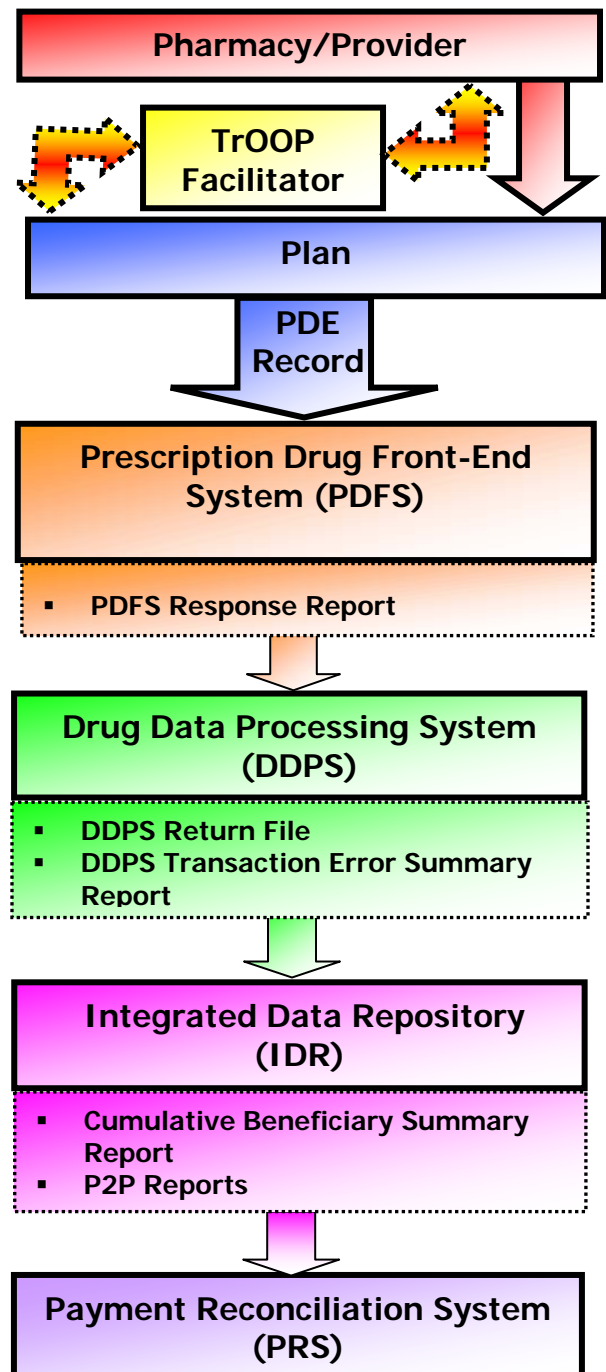 Pharmacy/Provider
TrOOP
Facilitator
Plan
PDE
Record
Prescription Drug Front-End
System (PDFS)
▪ PDFS Response Report
Drug Data Processing System
(DDPS)
▪ DDPS Return File
▪ DDPS Transaction Error Summary
Report
Integrated Data Repository
(IDR)
▪ Cumulative Beneficiary Summary
Report
▪ P2P Reports
Payment Reconciliation System
(PRS)